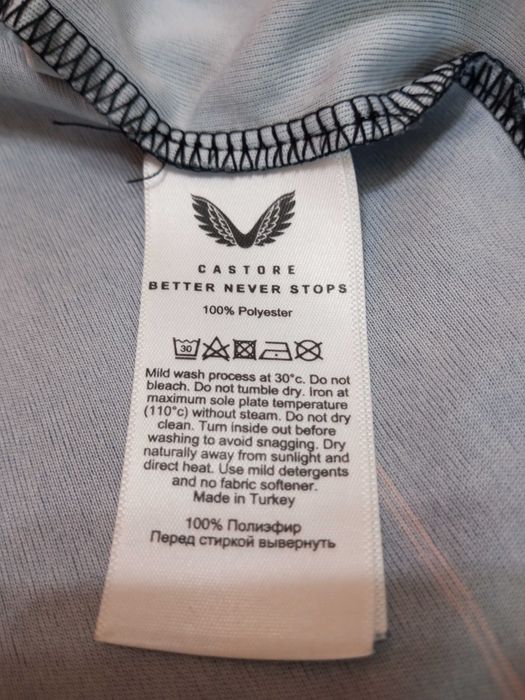 CASTORE
BETTER NEVER STOPS
100% Polyester
30
Mild wash process at 30°c. Do not
bleach. Do not tumble dry. Iron at
maximum sole plate temperature
(110°c) without steam. Do not dry
clean. Turn inside out before
washing to avoid snagging. Dry
naturally away from sunlight and
direct heat. Use mild detergents
and no fabric softener.
Made in Turkey
100% Полиэфир
Перед стиркой вывернуть